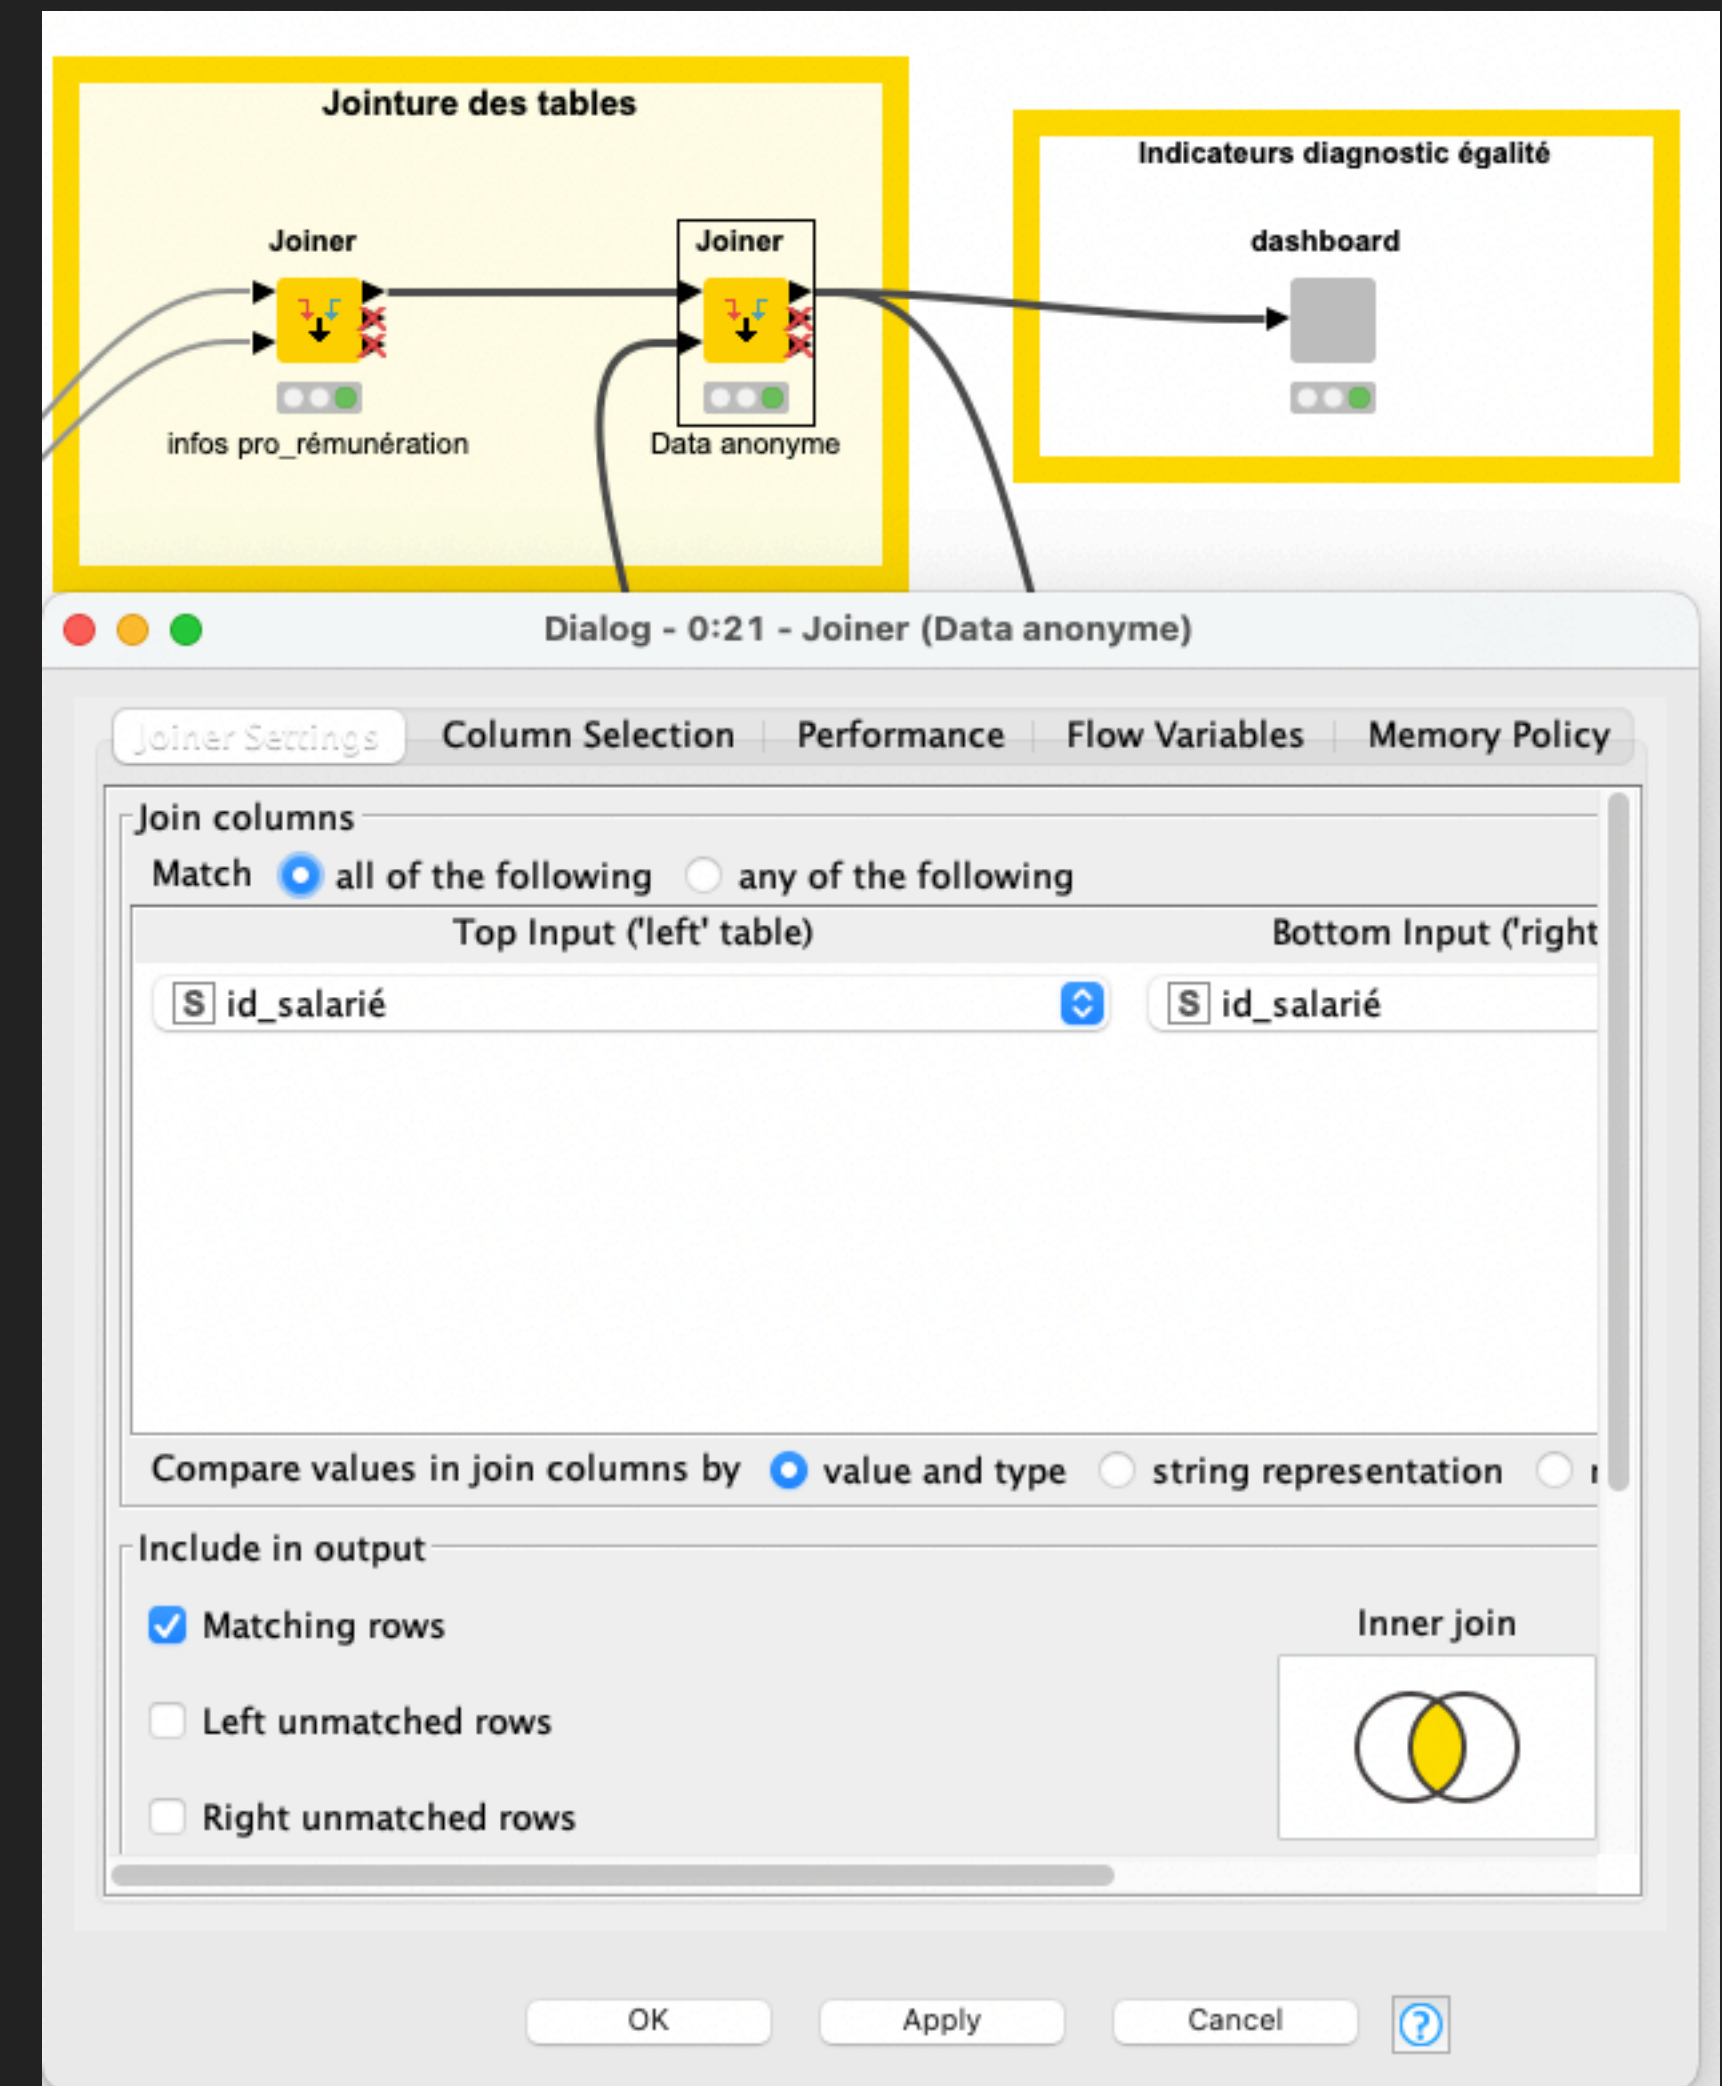 Jointure des tables
Indicateurs diagnostic égalité
Joiner
Joiner
dashboard
infos pro_rémunération
Data anonyme
Dialog - 0:21 - Joiner (Data anonyme)
Joiner Settings Column Selection Performance Flow Variables Memory Policy
Join columns
Match all of the following any of the following
Top Input ('left' table) Bottom Input ('right
S id_salarié S id_salarié
Compare values in join columns by value and type string representation
Include in output
Matching rows
Inner join
Left unmatched rows
Right unmatched rows
OK Apply Cancel ?